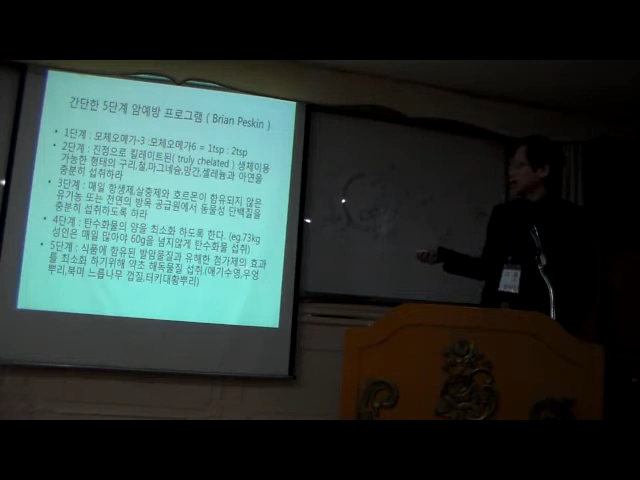 간단한 5단계 암예방 프로그램 ( Brian Peskin )
• 1단계 : 모체오메가-3 :모체오메가6 = 1tsp : 2tsp
• 2단계 : 진정으로 킬레이트된( truly chelated ) 생체이용
가능한 형태의 구리,철,마그네슘,망간,셀레늄과 아연을
충분히 섭취하라
• 3단계 : 매일 항생제,살충제와 호르몬이 함유되지 않은
유기농 또는 천연의 방목 공급원에서 동물성 단백질을
충분히 섭취하도록 하라
• 4단계 : 탄수화물의 양을 최소화 하도록 한다. (eg.73kg
성인은 매일 많아야 60g을 넘지않게 탄수화물 섭취)
• 5단계 : 식품에 함유된 발암물질과 유해한 첨가제의 효과
를 최소화 하기위해 약초 해독물질 섭취,(애기수영,우엉
뿌리,북미 느릅나무 껍질,터키대황뿌리)